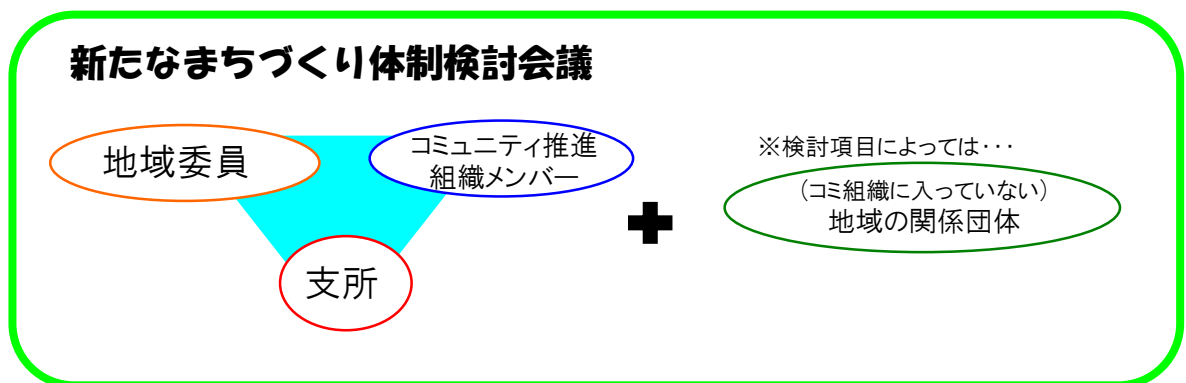 新たなまちづくり体制検討会議
地域委員
コミュニティ推進
組織メンバー
支所
※検討項目によっては・・・
（コミ組織に入っていない）
地域の関係団体